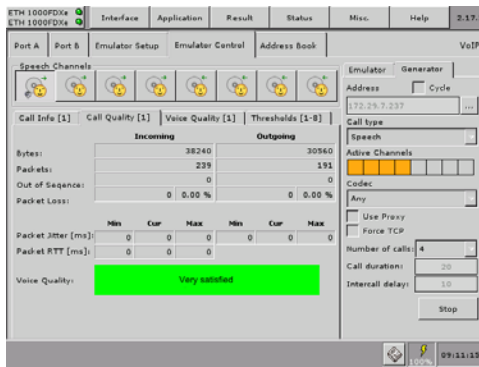 ETH 1000FDXe
ETH 1000FDXe
Interface
Application
Result
Status
Misc.
Help
2.17.
Port A
Port B
Emulator Setup
Emulator Control
Address Book
VoIP
Speech Channels
Emulator
Generator
Address
Cycle
172.29.7.237
...
Call Info [1]
Call Quality [1]
Voice Quality [1]
Thresholds [1-8]
Call type
Speech
Incoming
Outgoing
Bytes:
38240
30560
Active Channels
Packets:
239
191
Out of Seqence:
0
0
Packet Loss:
0
0.00 %
0
0.00 %
Codec
Any
Use Proxy
Force TCP
Min
Cur
Max
Min
Cur
Max
Packet Jitter [ms]:
0
0
0
0
0
0
Packet RTT [ms]:
0
0
0
Number of calls:
4
Call duration:
20
Intercall delay:
10
Voice Quality:
Very satisfied
Stop
100%
09:11:15